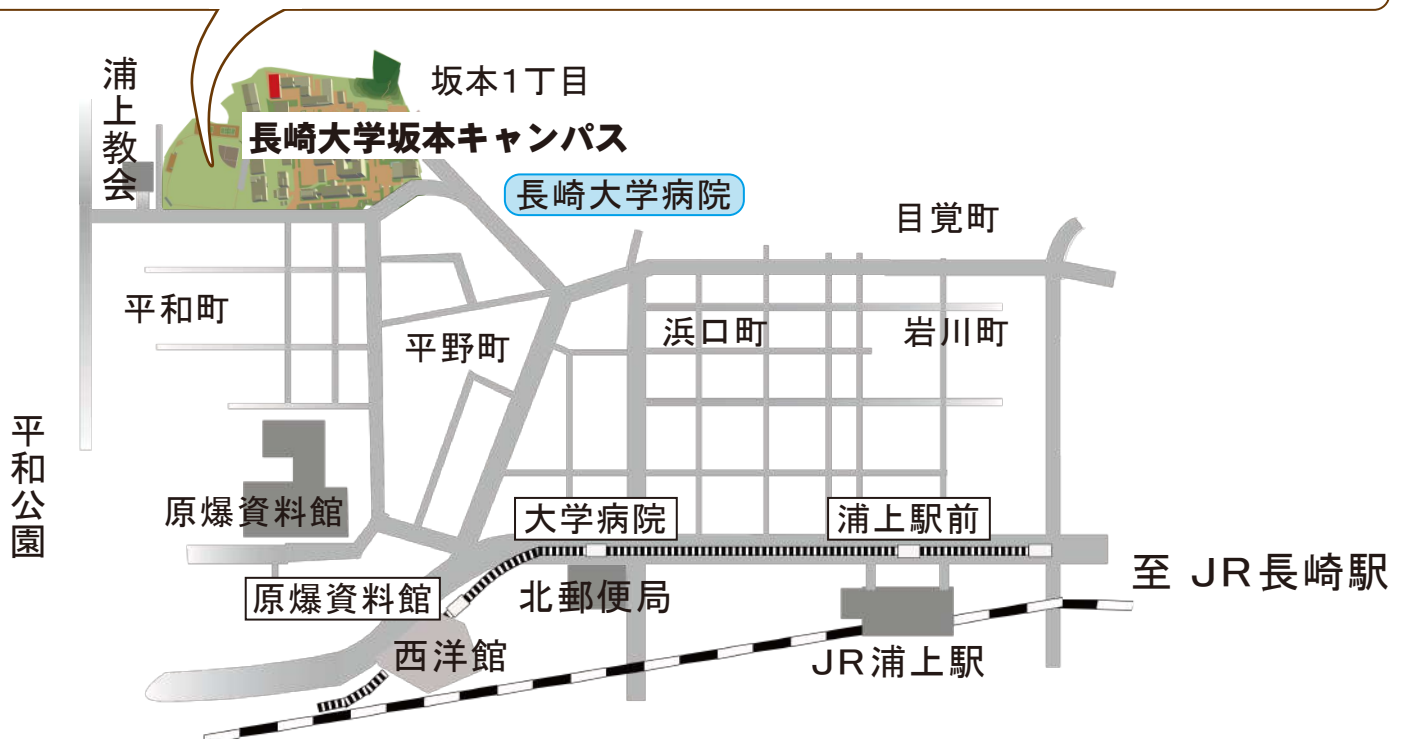 浦上教会
坂本1丁目
長崎大学坂本キャンパス
長崎大学病院
目覚町
平和町
平野町
浜口町
岩川町
平和公園
原爆資料館
大学病院
浦上駅前
至 JR長崎駅
原爆資料館
北郵便局
西洋館
JR浦上駅